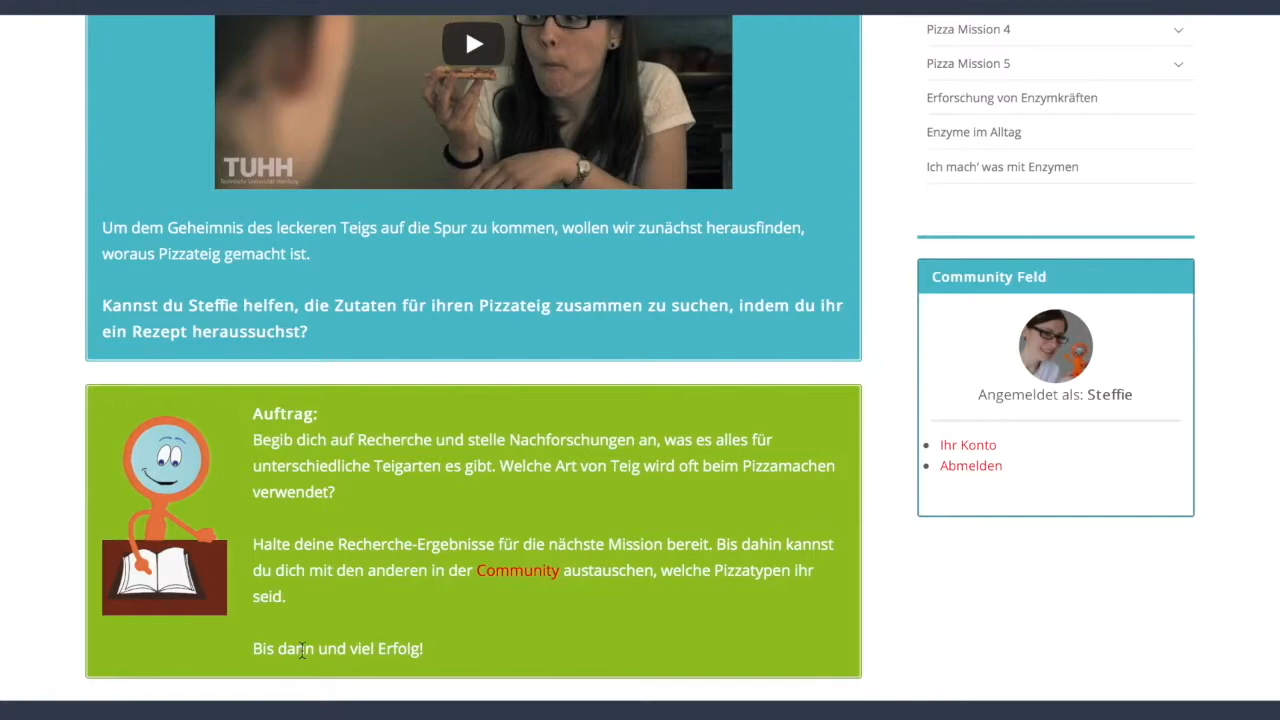 TUHH
Technische Universität Hamburg
Um dem Geheimnis des leckeren Teigs auf die Spur zu kommen, wollen wir zunächst herausfinden,
woraus Pizzateig gemacht ist.
Kannst du Steffie helfen, die Zutaten für ihren Pizzateig zusammen zu suchen, indem du ihr
ein Rezept heraussuchst?
Auftrag:
Begib dich auf Recherche und stelle Nachforschungen an, was es alles für
unterschiedliche Teigarten es gibt. Welche Art von Teig wird oft beim Pizzamachen
verwendet?
Halte deine Recherche-Ergebnisse für die nächste Mission bereit. Bis dahin kannst
du dich mit den anderen in der Community austauschen, welche Pizzatypen ihr
seid.
Bis dann und viel Erfolg!
Pizza Mission 4
Pizza Mission 5
Erforschung von Enzymkräften
Enzyme im Alltag
Ich mach' was mit Enzymen
Community Feld
Angemeldet als: Steffie
Ihr Konto
Abmelden